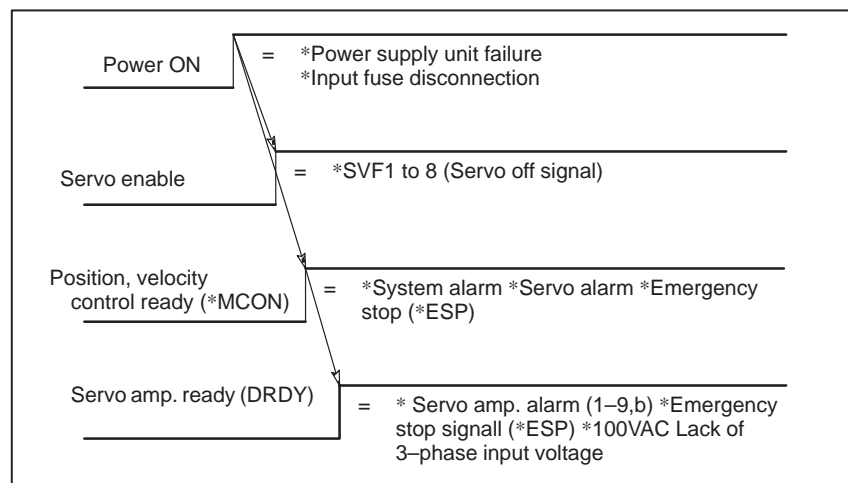 Power ON
= *Power supply unit failure
*Input fuse disconnection
Servo enable
= *SVF1 to 8 (Servo off signal)
Position, velocity
control ready (*MCON)
= *System alarm *Servo alarm *Emergency
stop (*ESP)
Servo amp. ready (DRDY)
= * Servo amp. alarm (1–9,b) *Emergency
stop signall (*ESP) *100VAC Lack of
3–phase input voltage